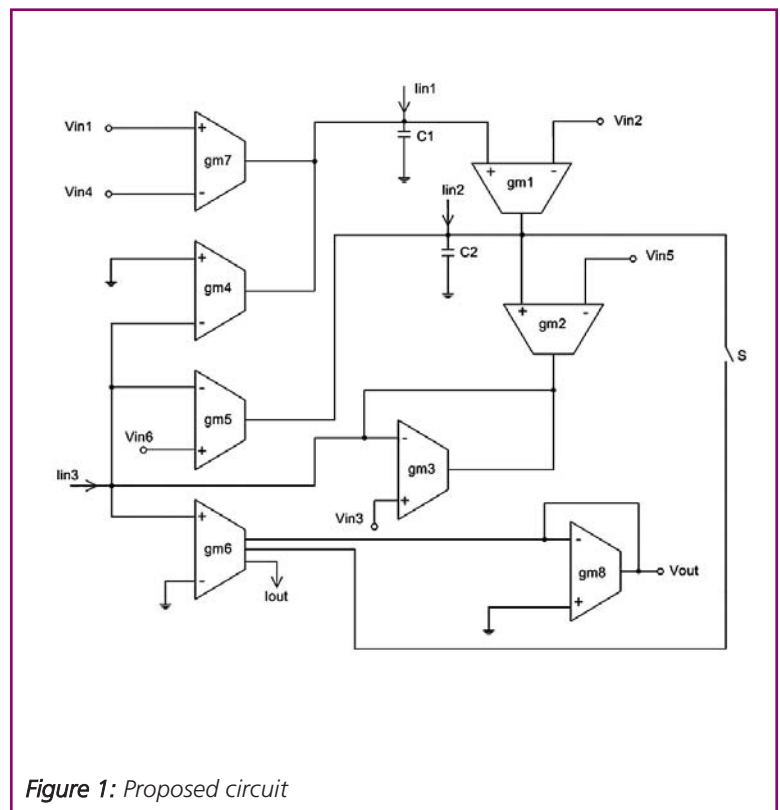 Iin1
Vin1
+
C1
Vin2
gm7
Vin4
-
+
-
gm1
Iin2
+
C2
gm4
-
Vin5
+
-
gm2
S
-
gm5
Vin6
+
-
gm3
Iin3
Vin3
+
+
gm6
-
Iout
-
gm8
Vout
+
Figure 1: Proposed circuit